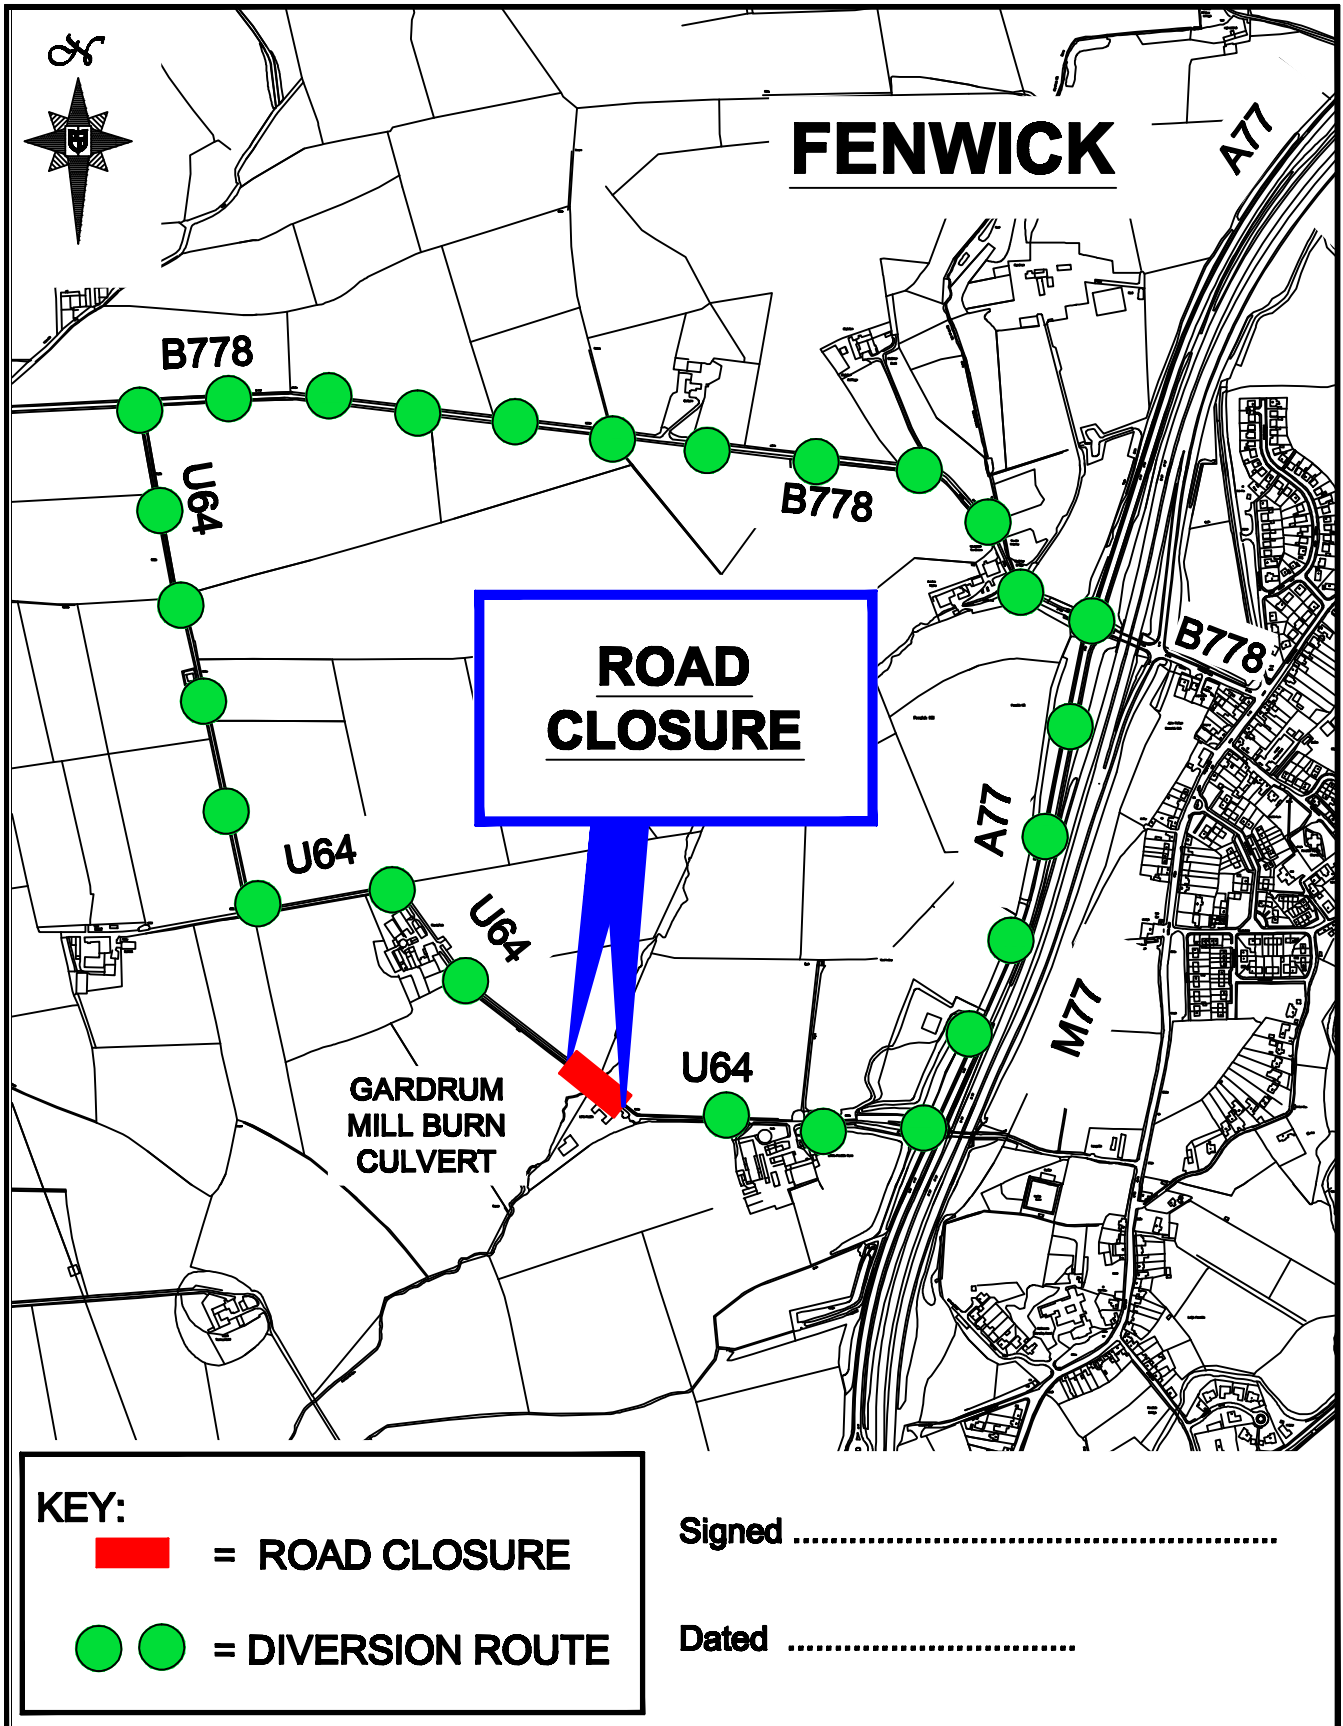 N
FENWICK
A77
B778
U64
B778
B778
ROAD
CLOSURE
A77
U64
U64
M77
U64
GARDRUM
MILL BURN
CULVERT
KEY:
= ROAD CLOSURE
= DIVERSION ROUTE
Signed ....................................................
Dated ...............................